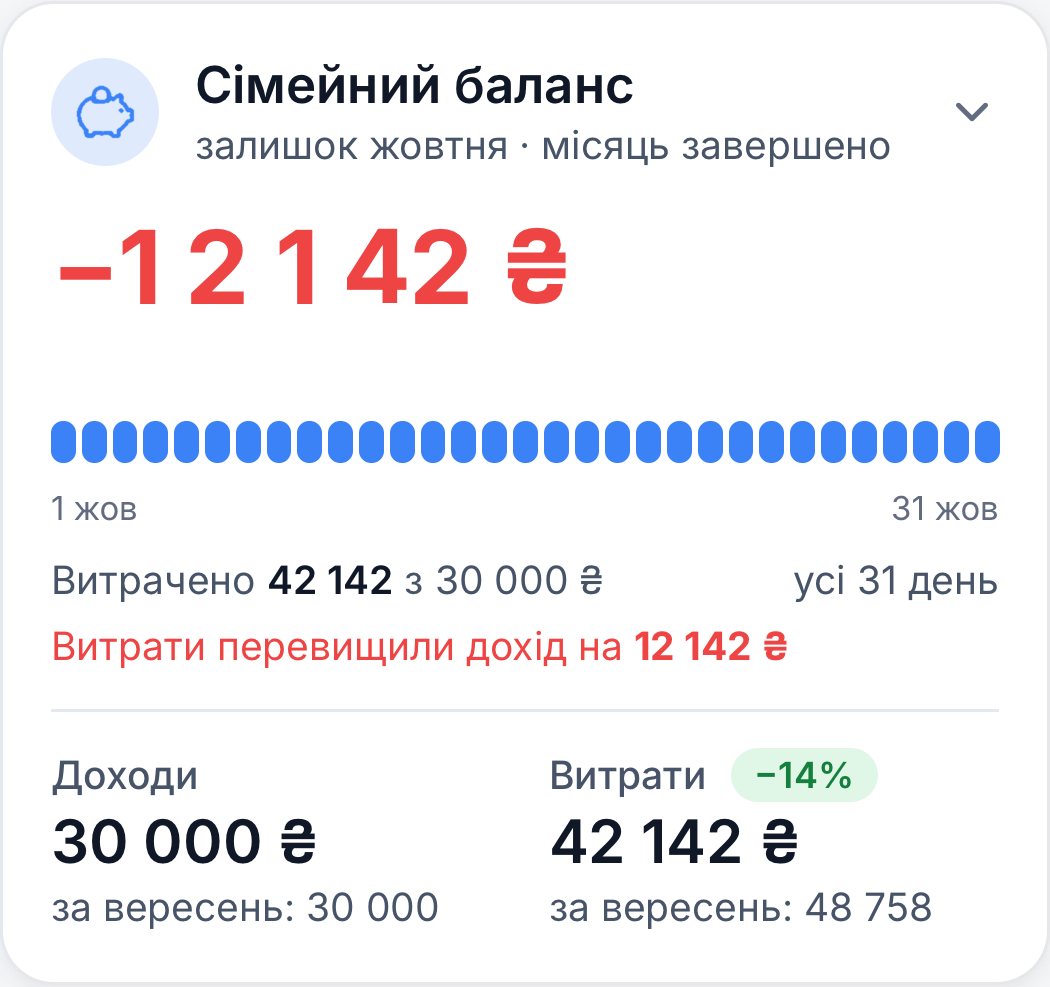 Сімейний баланс
залишок жовтня · місяць завершено
−12 142 ₴
1 жов
31 жов
Витрачено 42 142 з 30 000 ₴
усі 31 день
Витрати перевищили дохід на 12 142 ₴
Доходи
30 000 ₴
за вересень: 30 000
Витрати −14%
42 142 ₴
за вересень: 48 758